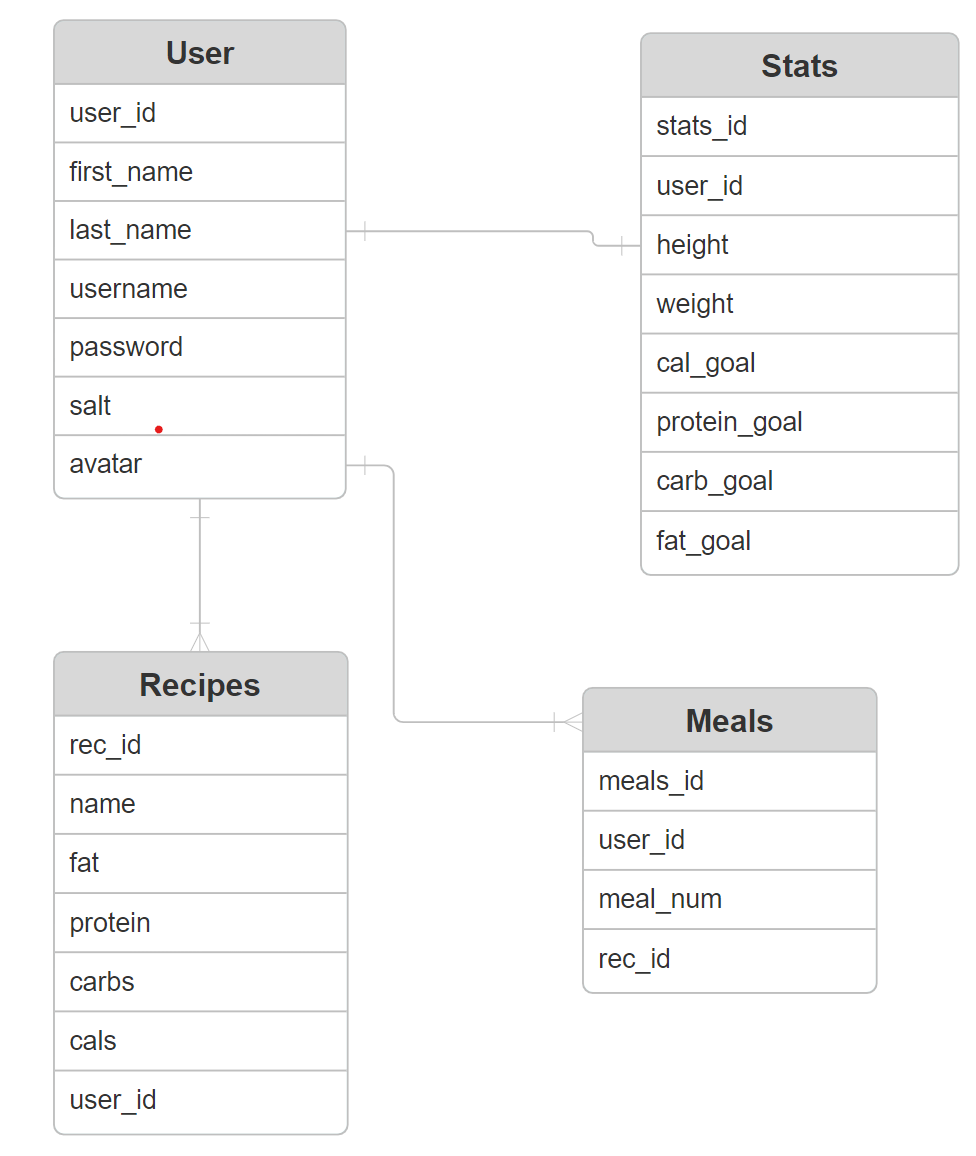 User
user_id
first_name
last_name
username
password
salt
avatar
Stats
stats_id
user_id
height
weight
cal_goal
protein_goal
carb_goal
fat_goal
Recipes
rec_id
name
fat
protein
carbs
cals
user_id
Meals
meals_id
user_id
meal_num
rec_id